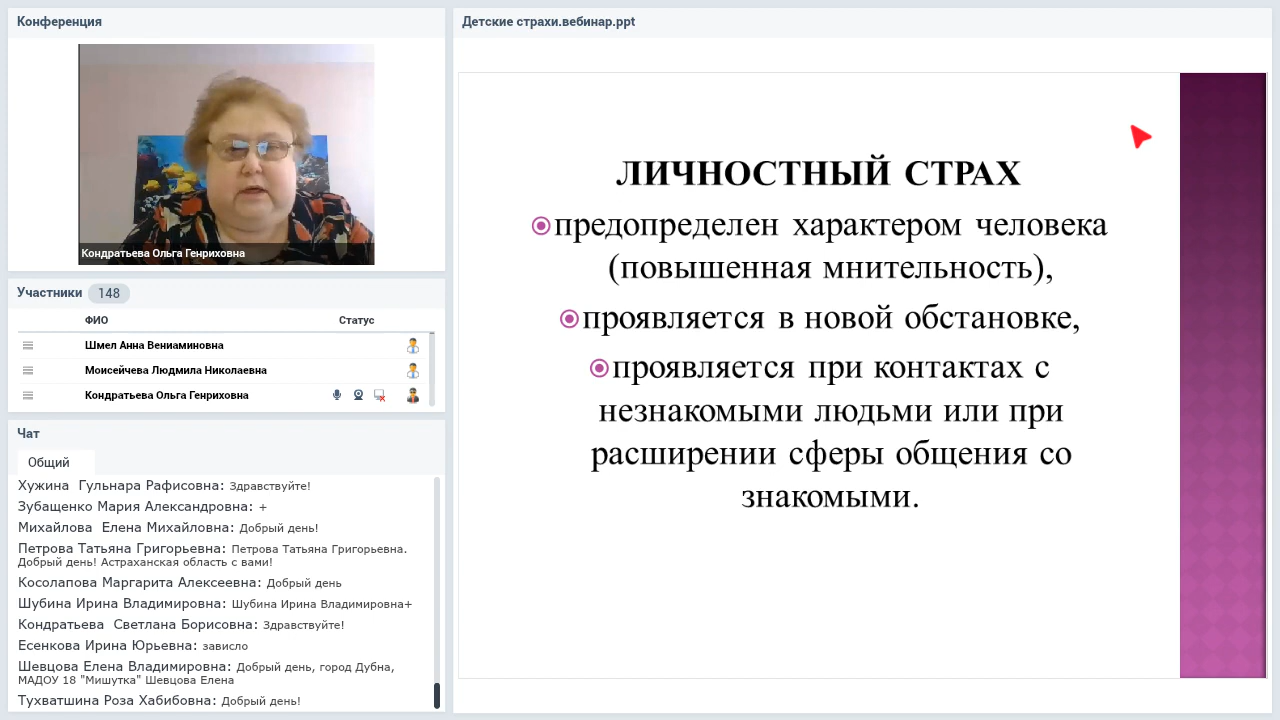 Конференция
Кондратьева Ольга Генриховна
Участники 148
ФИО Статус
Шмел Анна Вениаминовна
Моисейчева Людмила Николаевна
Кондратьева Ольга Генриховна
Чат
Общий
Хужина Гульнара Рафисовна: Здравствуйте!
Зубащенко Мария Александровна: +
Михайлова Елена Михайловна: Добрый день!
Петрова Татьяна Григорьевна: Петрова Татьяна Григорьевна.
Добрый день! Астраханская область с вами!
Косолапова Маргарита Алексеевна: Добрый день
Шубина Ирина Владимировна: Шубина Ирина Владимировна+
Кондратьева Светлана Борисовна: Здравствуйте!
Есенкова Ирина Юрьевна: зависло
Шевцова Елена Владимировна: Добрый день, город Дубна,
МАДОУ 18 "Мишутка" Шевцова Елена
Тухватшина Роза Хабибовна: Добрый день!
Детские страхи.вебинар.ppt
ЛИЧНОСТНЫЙ СТРАХ
предопределен характером человека
(повышенная мнительность),
проявляется в новой обстановке,
проявляется при контактах с
незнакомыми людьми или при
расширении сферы общения со
знакомыми.